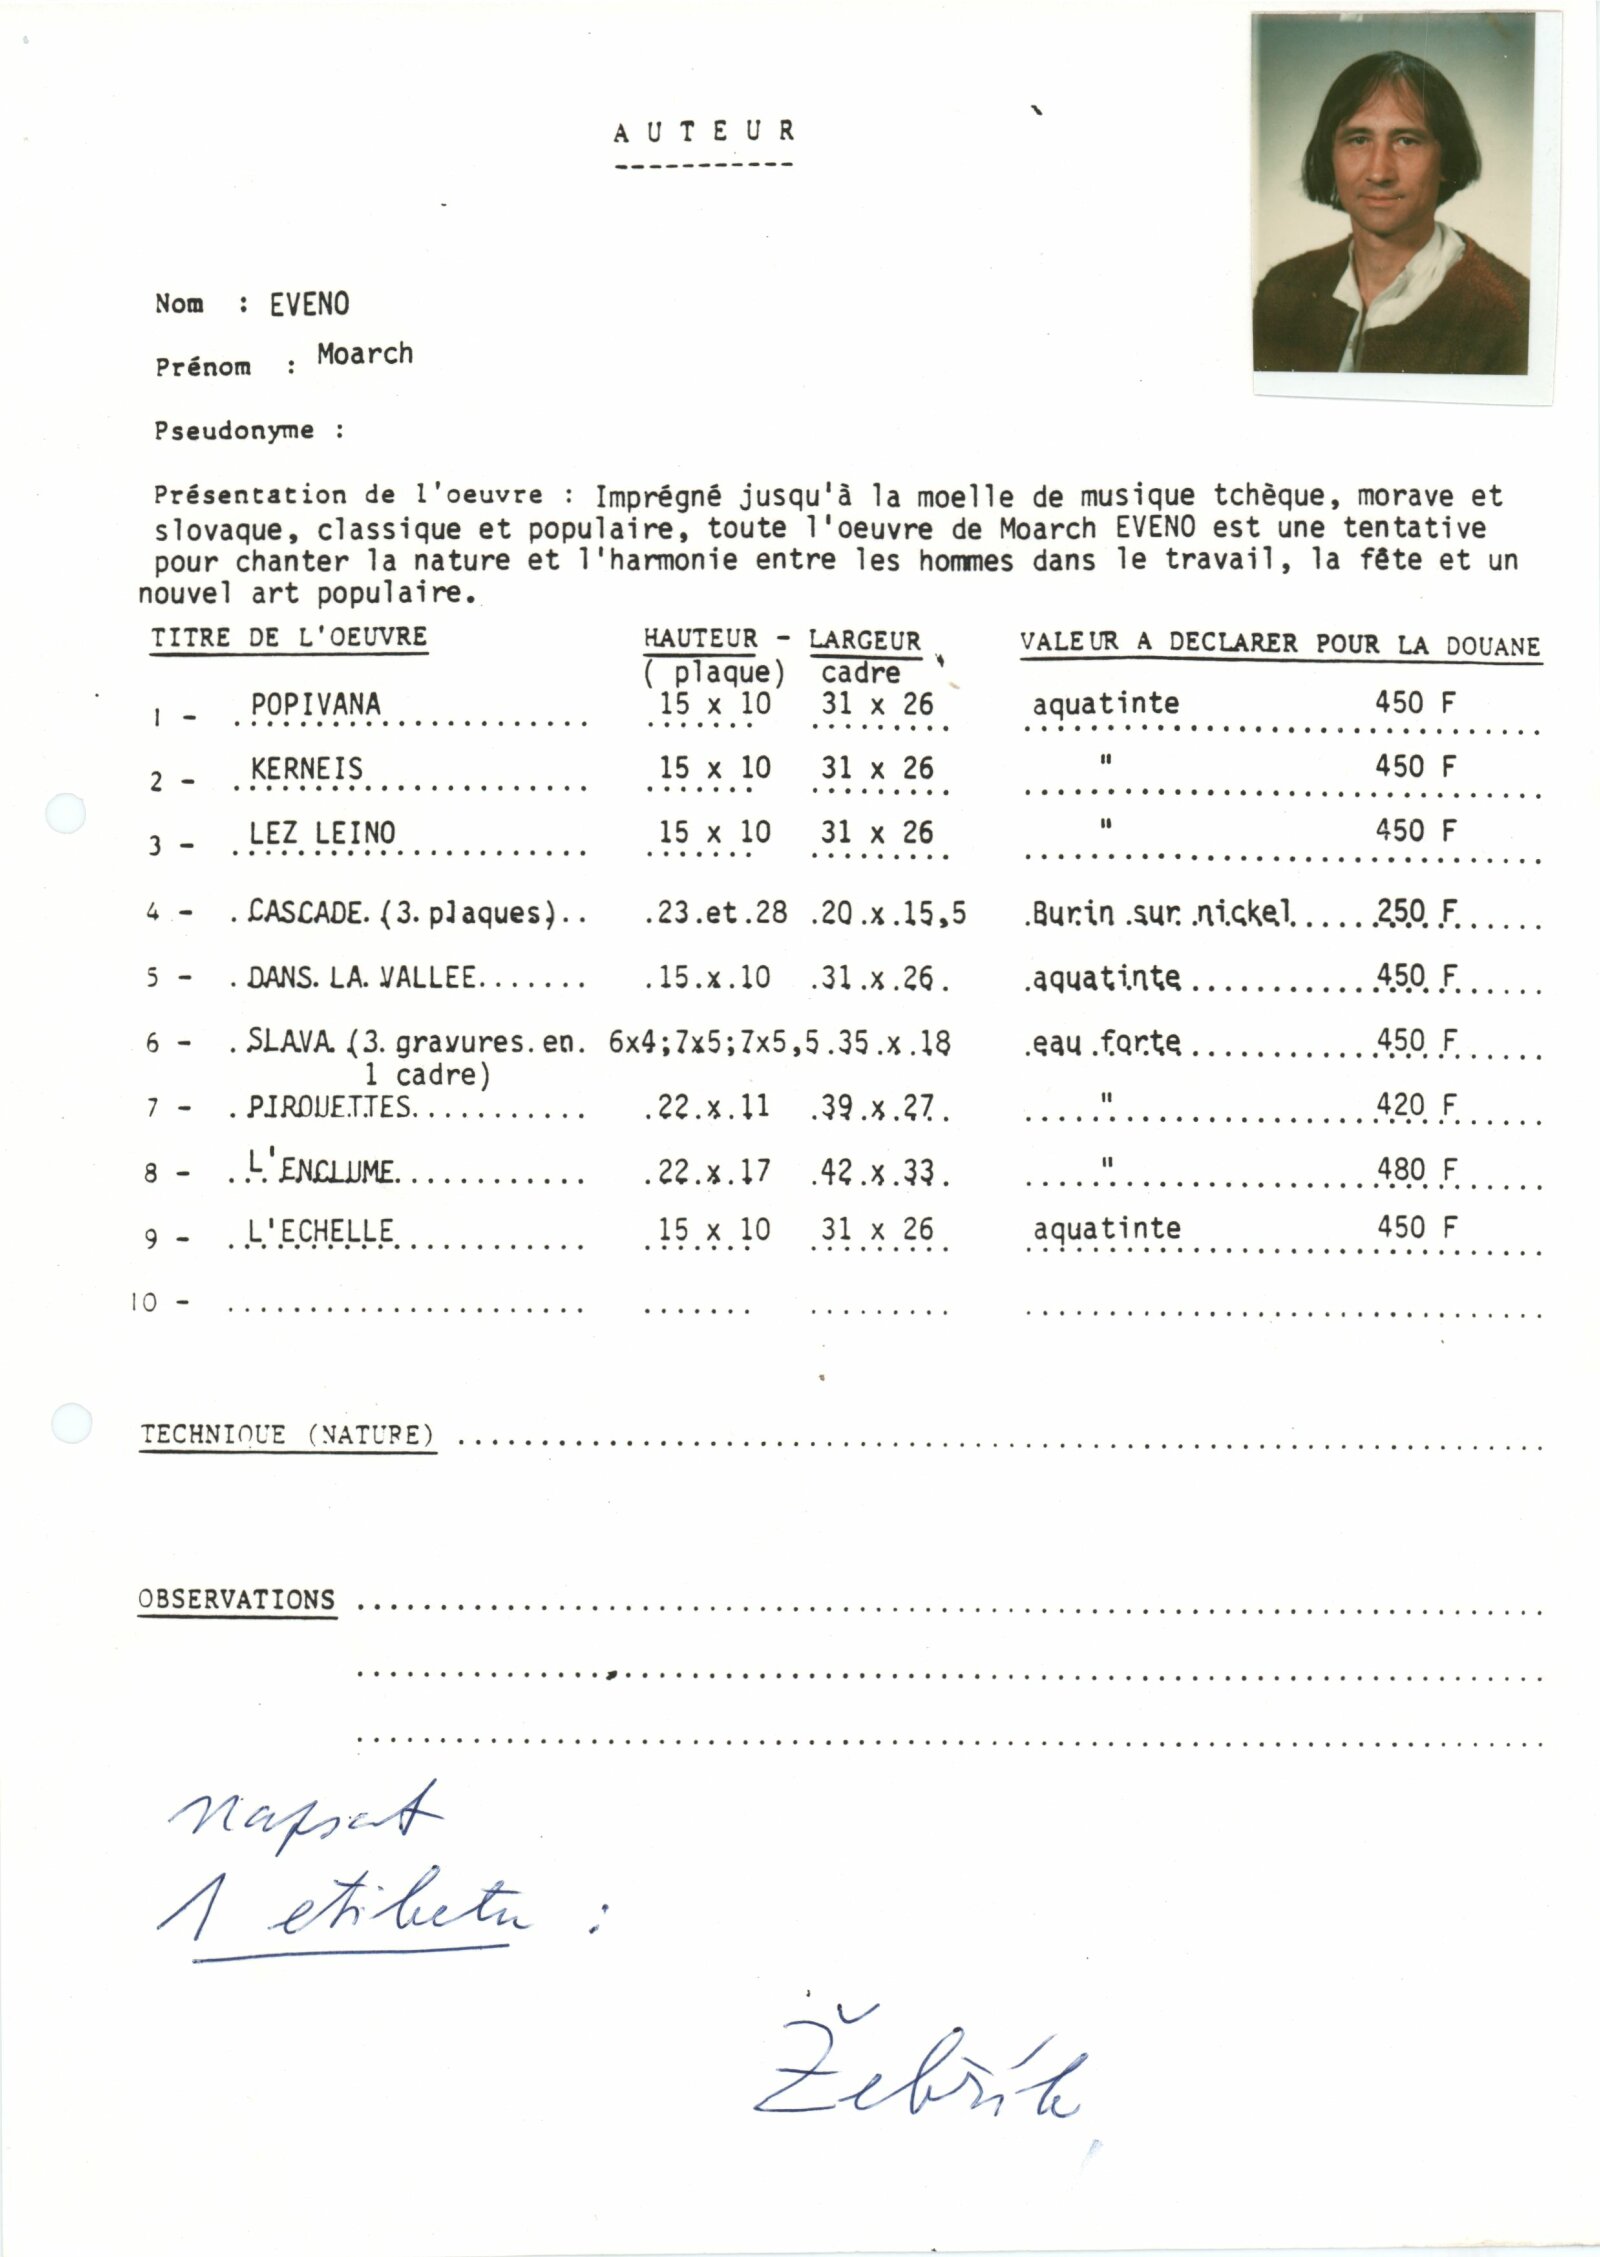 AUTEUR
Nom : EVENO
Prénom : Moarch
Pseudonyme :
Présentation de l'oeuvre : Imprégné jusqu'à la moelle de musique tchèque, morave et
slovaque, classique et populaire, toute l'oeuvre de Moarch EVENO est une tentative
pour chanter la nature et l'harmonie entre les hommes dans le travail, la fête et un
nouvel art populaire.
TITRE DE L'OEUVRE HAUTEUR - LARGEUR VALEUR A DECLARER POUR LA DOUANE
( plaque) cadre
1 - POPIVANA 15 x 10 31 x 26 aquatinte 450 F
2 - KERNEIS 15 x 10 31 x 26 " 450 F
3 - LEZ LEINO 15 x 10 31 x 26 " 450 F
4 - CASCADE (3 plaques) 23 et 28 20 x 15,5 Burin sur nickel 250 F
5 - DANS LA VALLEE 15 x 10 31 x 26 aquatinte 450 F
6 - SLAVA (3 gravures en 6x4;7x5;7x5,5 35 x 18 eau forte 450 F
1 cadre)
7 - PIROUETTES 22 x 11 39 x 27 " 420 F
8 - L'ENCLUME 22 x 17 42 x 33 " 480 F
9 - L'ECHELLE 15 x 10 31 x 26 aquatinte 450 F
10 -
TECHNIQUE (NATURE)
OBSERVATIONS
napsat
1 etiketu :
Žebřík